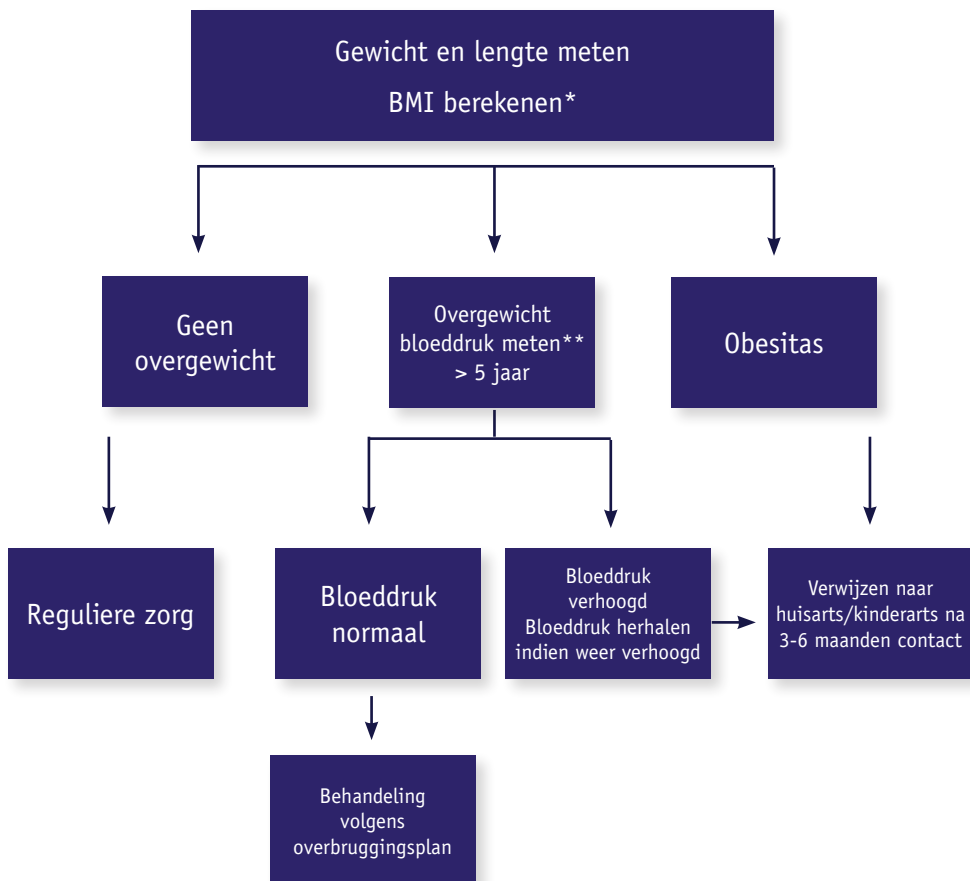 Gewicht en lengte meten
BMI berekenen*
Geen
overgewicht
Overgewicht
bloeddruk meten**
> 5 jaar
Obesitas
Reguliere zorg
Bloeddruk
normaal
Bloeddruk
verhoogd
Bloeddruk herhalen
indien weer verhoogd
Verwijzen naar
huisarts/kinderarts na
3-6 maanden contact
Behandeling
volgens
overbruggingsplan